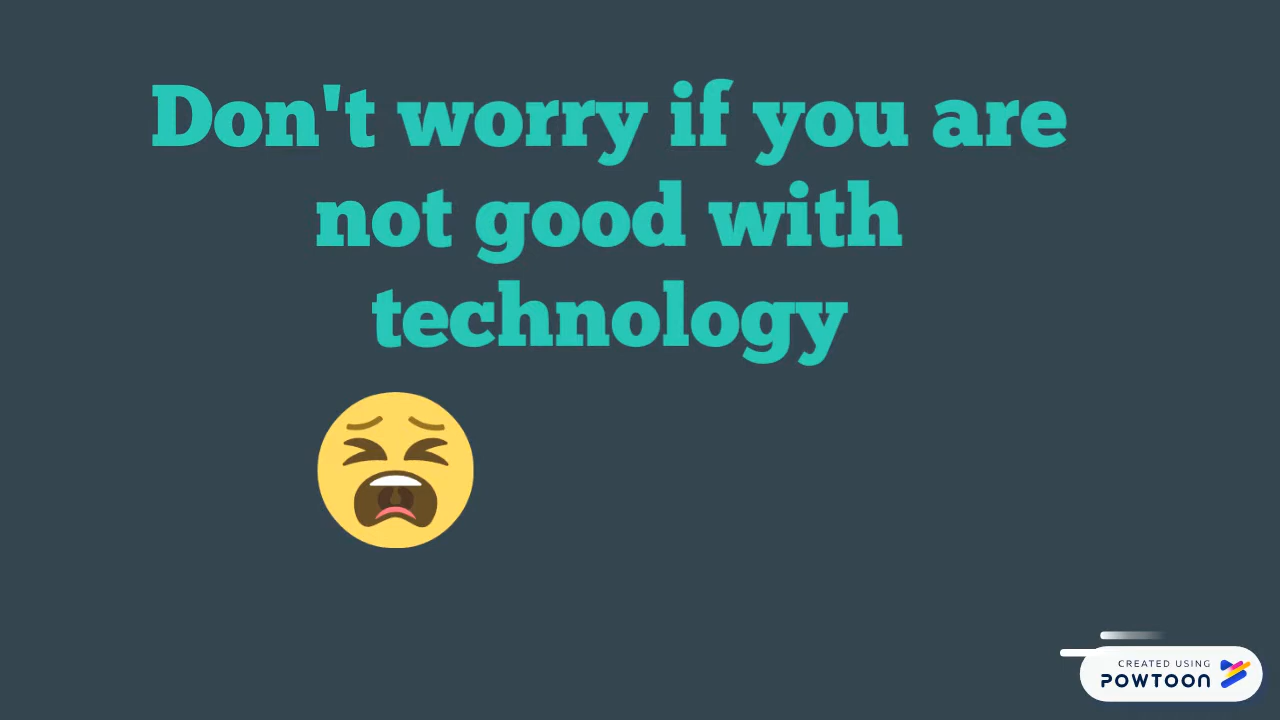 Don't worry if you are
not good with
technology
CREATED USING
POWTOON